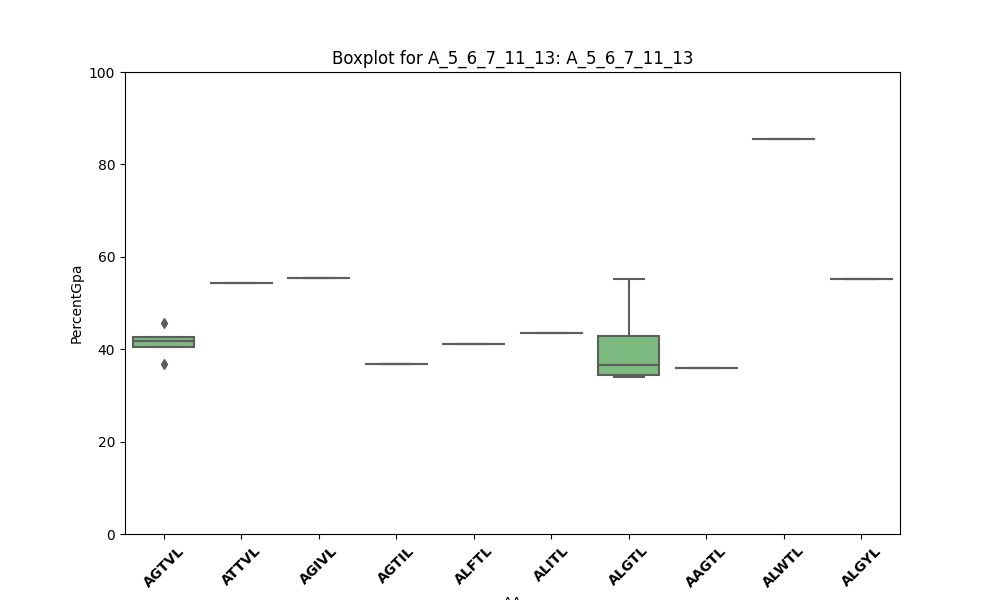 Boxplot for A_5_6_7_11_13: A_5_6_7_11_13
100
80
60
40
20
0
PercentGpa
AGTVL
ATTVL
AGIVL
AGTIL
ALFTL
ALITL
ALGTL
AAGTL
ALWTL
ALGYL